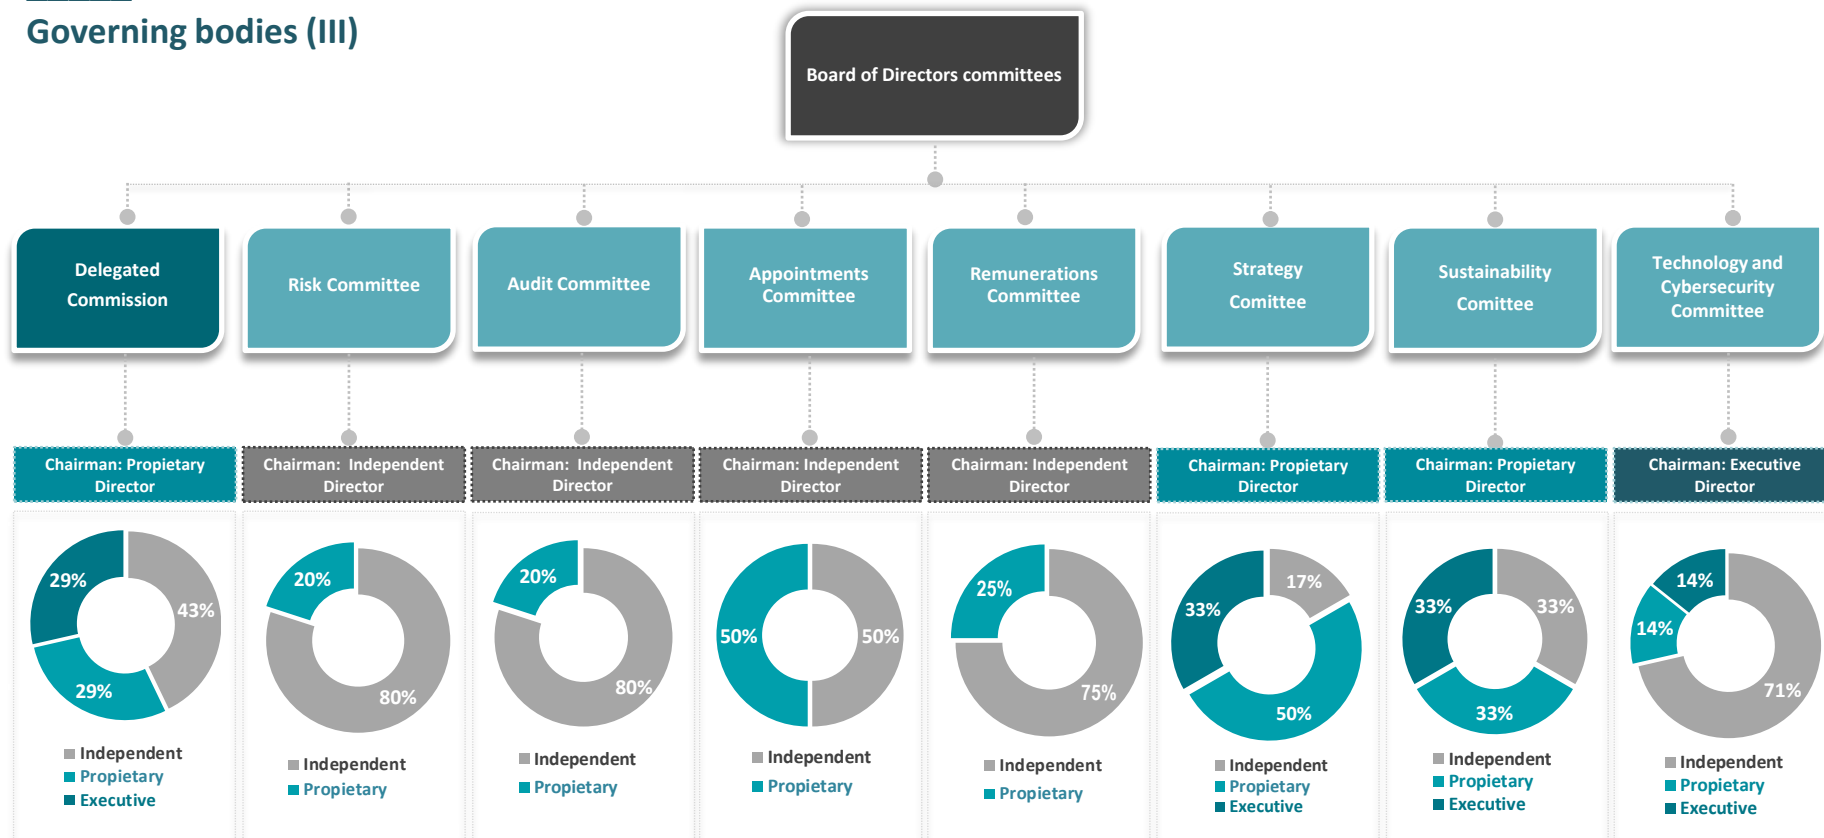 Governing bodies (III)
Board of Directors committees
Delegated
Commission
Risk Committee
Audit Committee
Appointments
Committee
Remunerations
Committee
Strategy
Comittee
Sustainability
Comittee
Technology and
Cybersecurity
Committee
Chairman: Propietary
Director
Chairman:  Independent
Director
Chairman:  Independent
Director
Chairman: Independent
Director
Chairman: Independent
Director
Chairman: Propietary
Director
Chairman: Propietary
Director
Chairman: Executive
Director
29%
43%
29%
Independent
Propietary
Executive
20%
80%
Independent
Propietary
20%
80%
Independent
Propietary
50%
50%
Independent
Propietary
25%
75%
Independent
Propietary
17%
33%
50%
Independent
Propietary
Executive
33%
33%
33%
Independent
Propietary
Executive
14%
14%
71%
Independent
Propietary
Executive